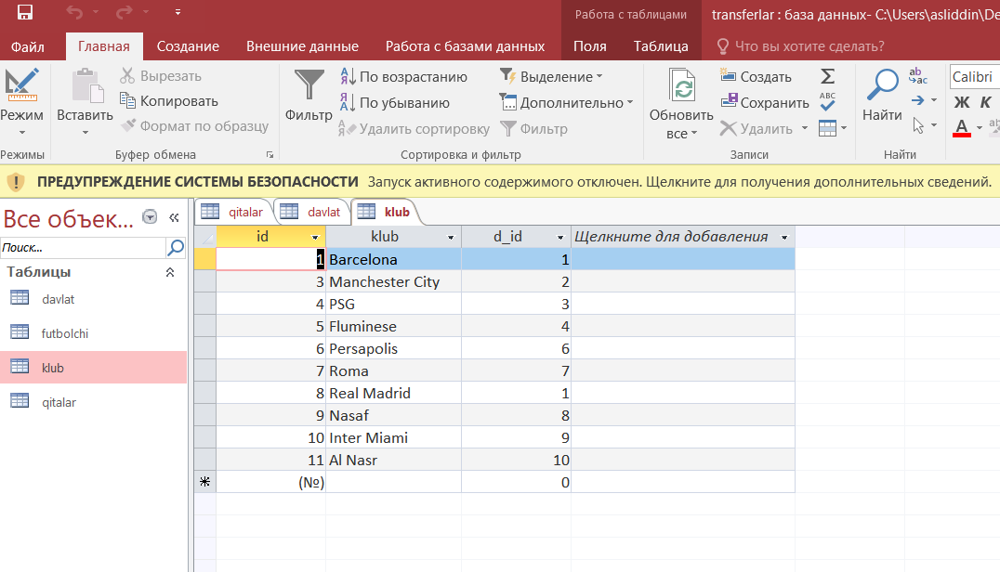 Работа с таблицами
transferlar : база данных- C:\Users\asliddin\De
Файл Главная Создание Внешние данные Работа с базами данных Поля Таблица Что вы хотите сделать?
Режим
Режимы
Вставить
Вырезать
Копировать
Формат по образцу
Буфер обмена
Фильтр
По возрастанию
По убыванию
Удалить сортировку
Выделение
Дополнительно
Фильтр
Сортировка и фильтр
Обновить
все
Создать
Сохранить
Удалить
Σ
ABC
Записи
Найти
ab
ac
Найти
Calibri
Ж К
А
ПРЕДУПРЕЖДЕНИЕ СИСТЕМЫ БЕЗОПАСНОСТИ Запуск активного содержимого отключен. Щелкните для получения дополнительных сведений.
Все объек...
Поиск...
Таблицы
davlat
futbolchi
klub
qitalar
qitalar davlat klub
id klub d_id Щелкните для добавления
1 Barcelona 1
3 Manchester City 2
4 PSG 3
5 Fluminese 4
6 Persapolis 6
7 Roma 7
8 Real Madrid 1
9 Nasaf 8
10 Inter Miami 9
11 Al Nasr 10
(№) 0